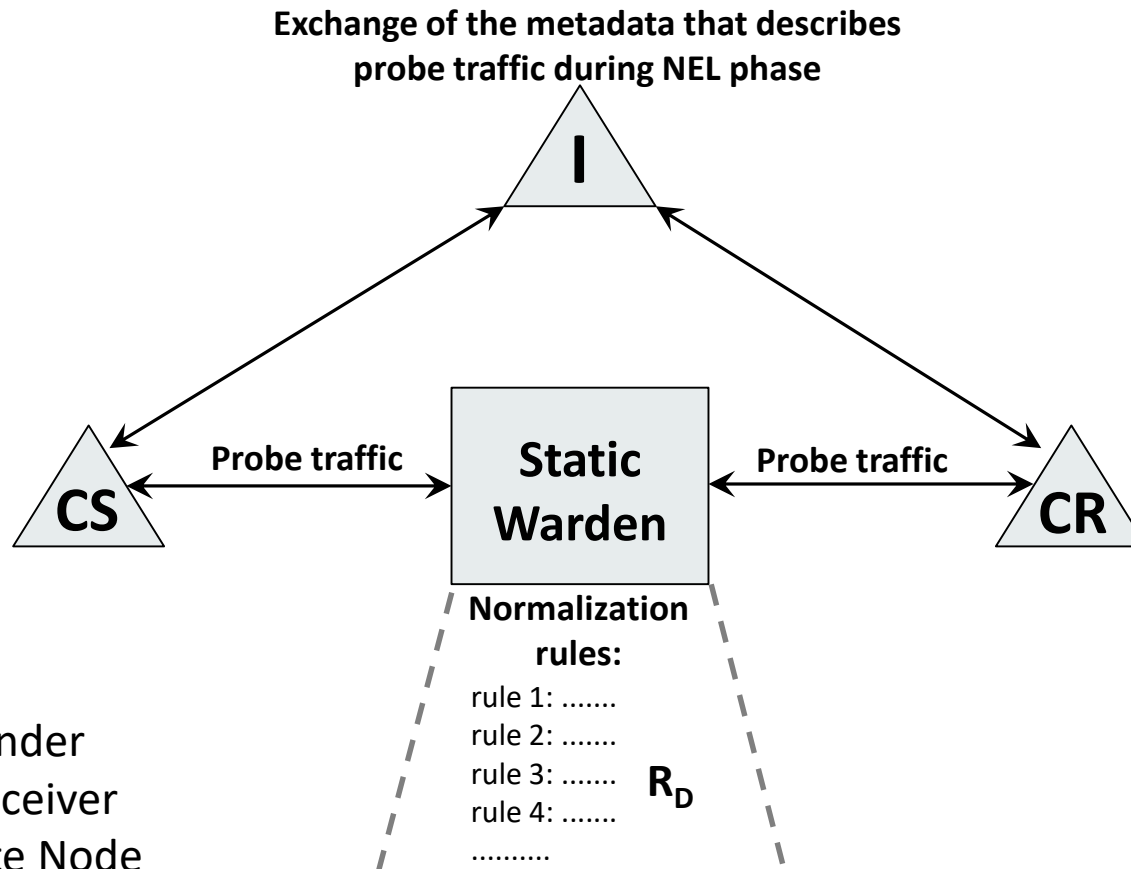 Exchange of the metadata that describes
probe traffic during NEL phase
I
Probe traffic
Static
Warden
Probe traffic
CS
CR
Normalization
rules:
rule 1: .......
rule 2: .......
rule 3: .......
rule 4: .......
..........
R_D
nder
ceiver
Node